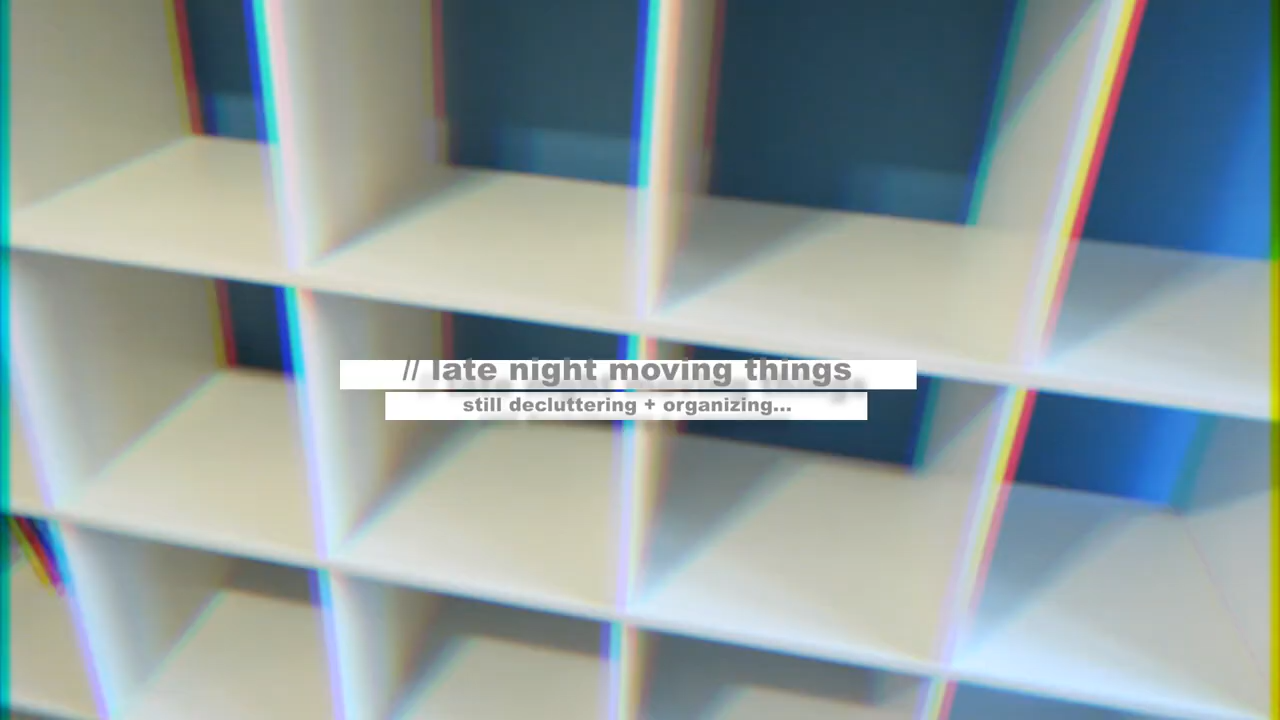 // late night moving things
still decluttering + organizing...